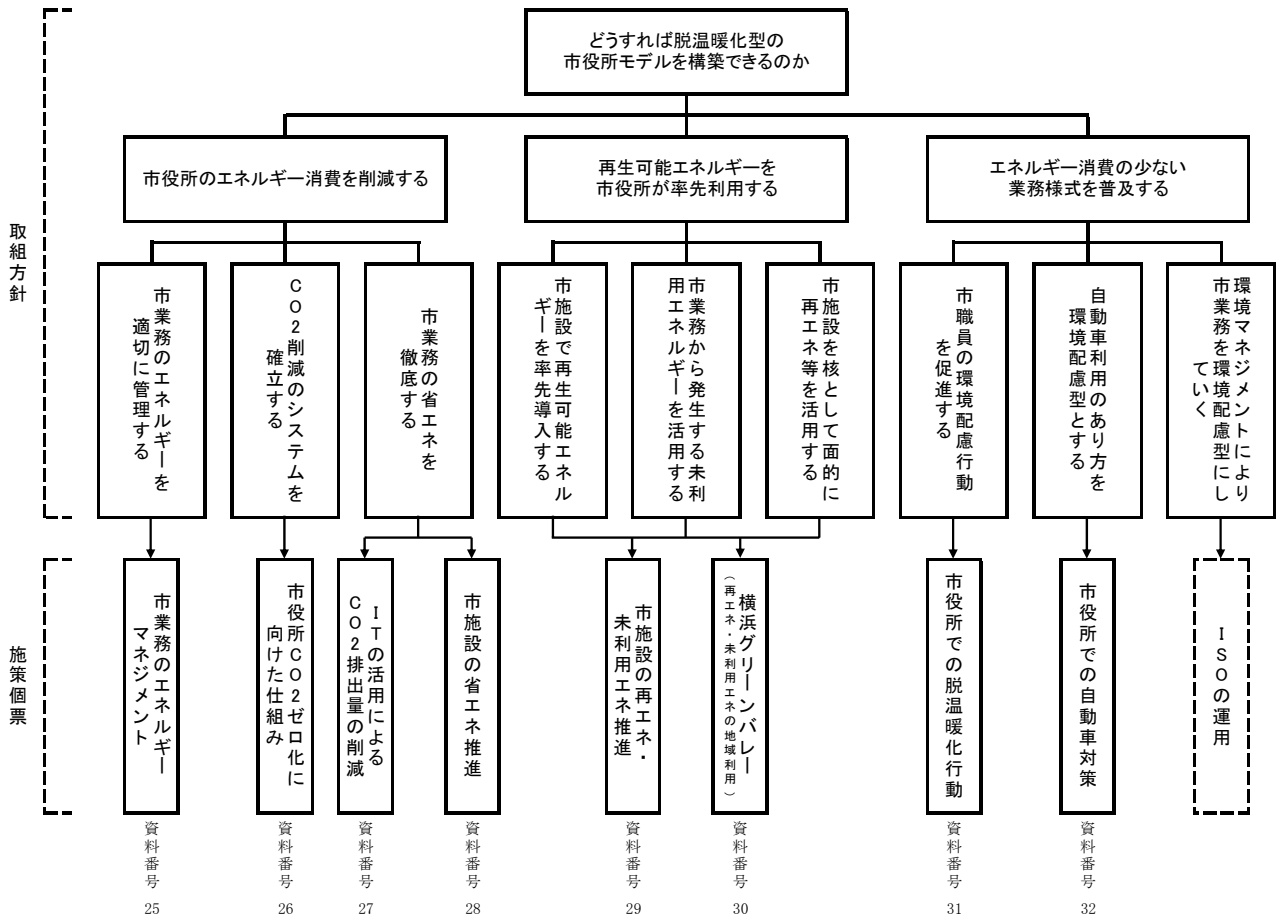 どうすれば脱温暖化型の
市役所モデルを構築できるのか
市役所のエネルギー消費を削減する
再生可能エネルギーを
市役所が率先利用する
エネルギー消費の少ない
業務様式を普及する
取組方針
市業務のエネルギーを
適切に管理する
CO2削減のシステムを
確立する
市業務の省エネを
徹底する
市施設で再生可能エネル
ギーを率先導入する
市業務から発生する未利
用エネルギーを活用する
市施設を核として面的に
再エネ等を活用する
市職員の環境配慮行動
を促進する
自動車利用のあり方を
環境配慮型とする
環境マネジメントにより
市業務を環境配慮型にし
ていく
施策個票
市業務のエネルギー
マネジメント
市役所CO2ゼロ化に
向けた仕組み
ITの活用による
CO2排出量の削減
市施設の省エネ推進
市施設の再エネ・
未利用エネ推進
横浜グリーンバレー
（再エネ・未利用エネの地域利用）
市役所での脱温暖化行動
市役所での自動車対策
ISOの運用
資料番号
25
資料番号
26
資料番号
27
資料番号
28
資料番号
29
資料番号
30
資料番号
31
資料番号
32